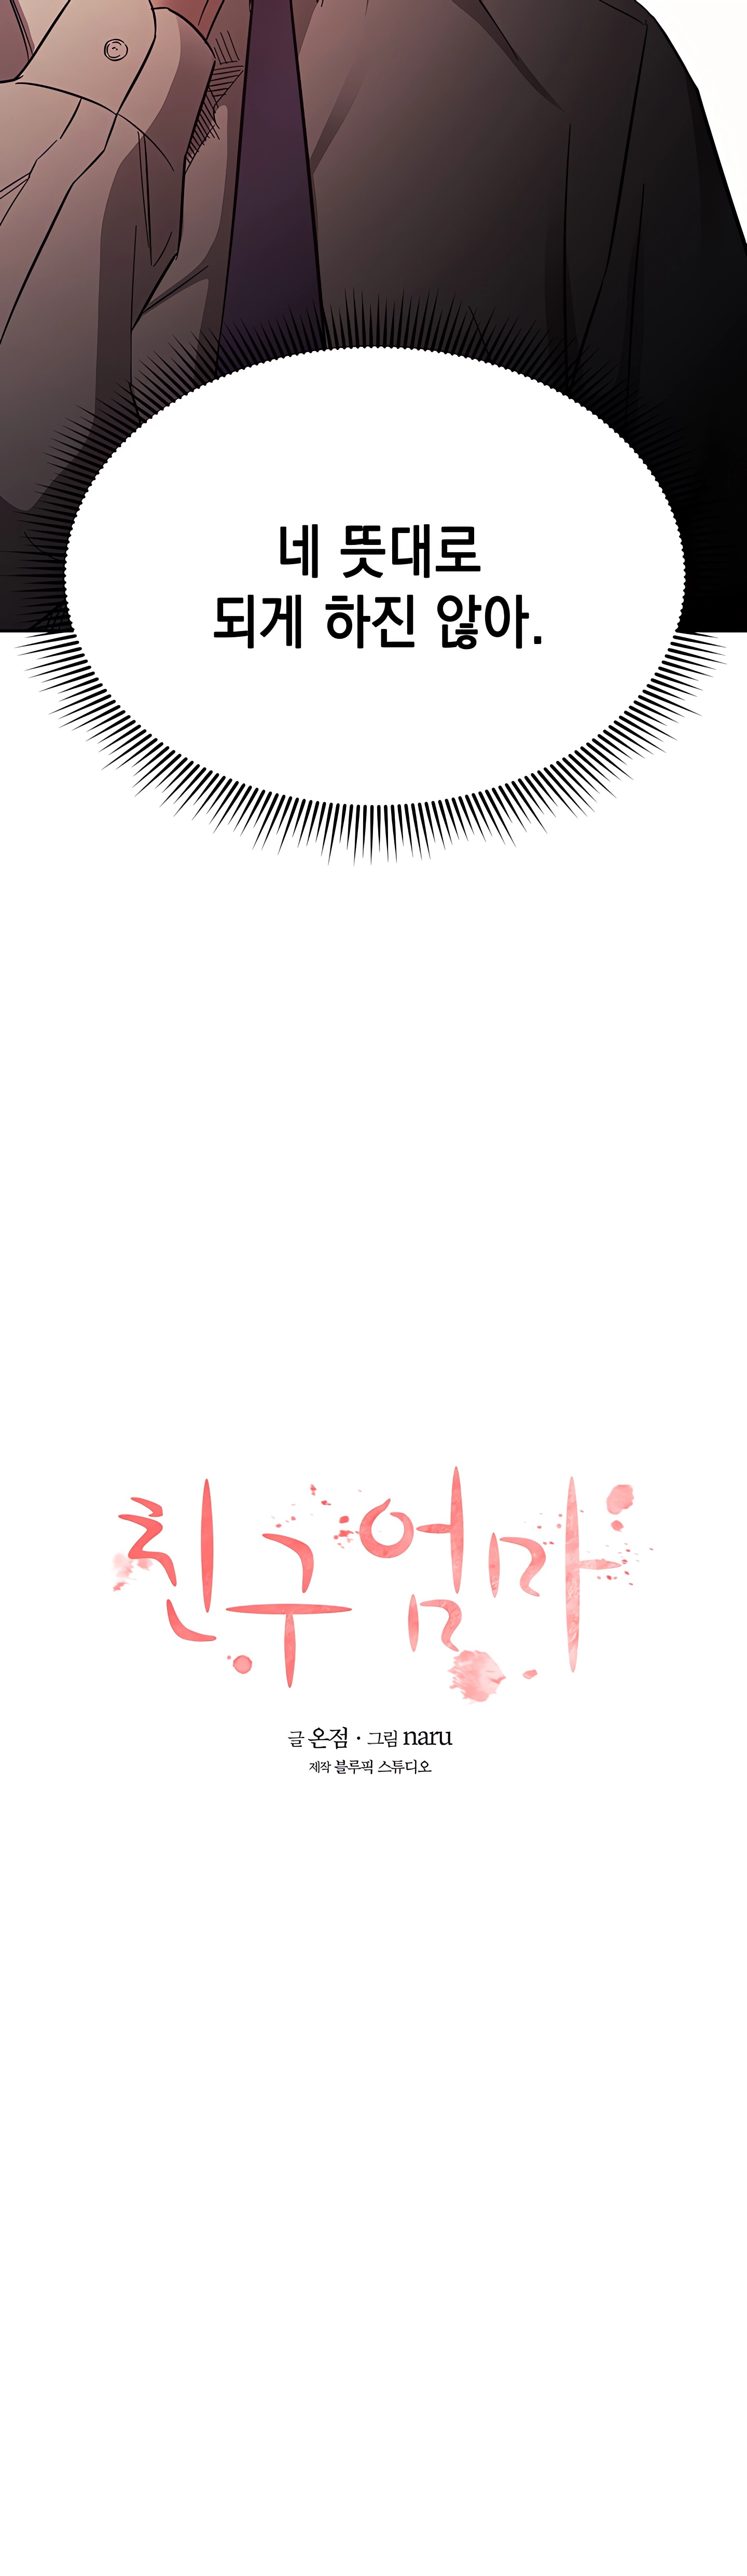 네 뜻대로
되게 하진 않아.
친구엄마
글 온점 · 그림 naru
제작 블루픽 스튜디오